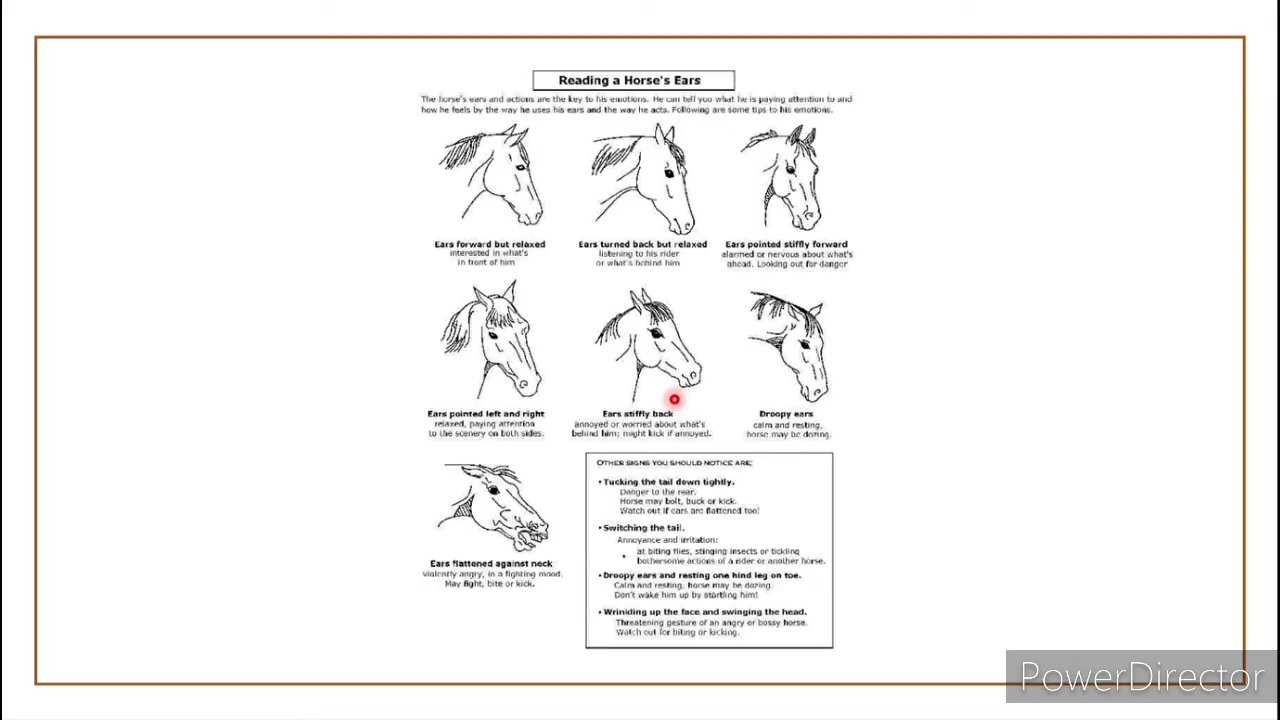 Reading a Horse's Ears
The horse's ears and actions are the key to his emotions. He can tell you what he is paying attention to and
how he feels by the way he uses his ears and the way he acts. Following are some tips to his emotions.
Ears forward but relaxed
interested in what's
in front of him
Ears turned back but relaxed
listening to his rider
or what's behind him
Ears pointed stiffly forward
alarmed or nervous about what's
ahead. Looking out for danger
Ears pointed left and right
relaxed, paying attention
to the scenery on both sides.
Ears stiffly back
annoyed or worried about what's
behind him; might kick if annoyed.
Droopy ears
calm and resting,
horse may be dozing.
Ears flattened against neck
violently angry, in a fighting mood.
May fight, bite or kick.
OTHER SIGNS YOU SHOULD NOTICE ARE:
• Tucking the tail down tightly.
Danger to the rear.
Horse may bolt, buck or kick.
Watch out if ears are flattened too!
• Switching the tail.
Annoyance and irritation:
• at biting flies, stinging insects or tickling
bothersome actions of a rider or another horse.
• Droopy ears and resting one hind leg on toe.
Calm and resting, horse may be dozing.
Don't wake him up by startling him!
• Wrinkling up the face and swinging the head.
Threatening gesture of an angry or bossy horse.
Watch out for biting or kicking.
PowerDirector